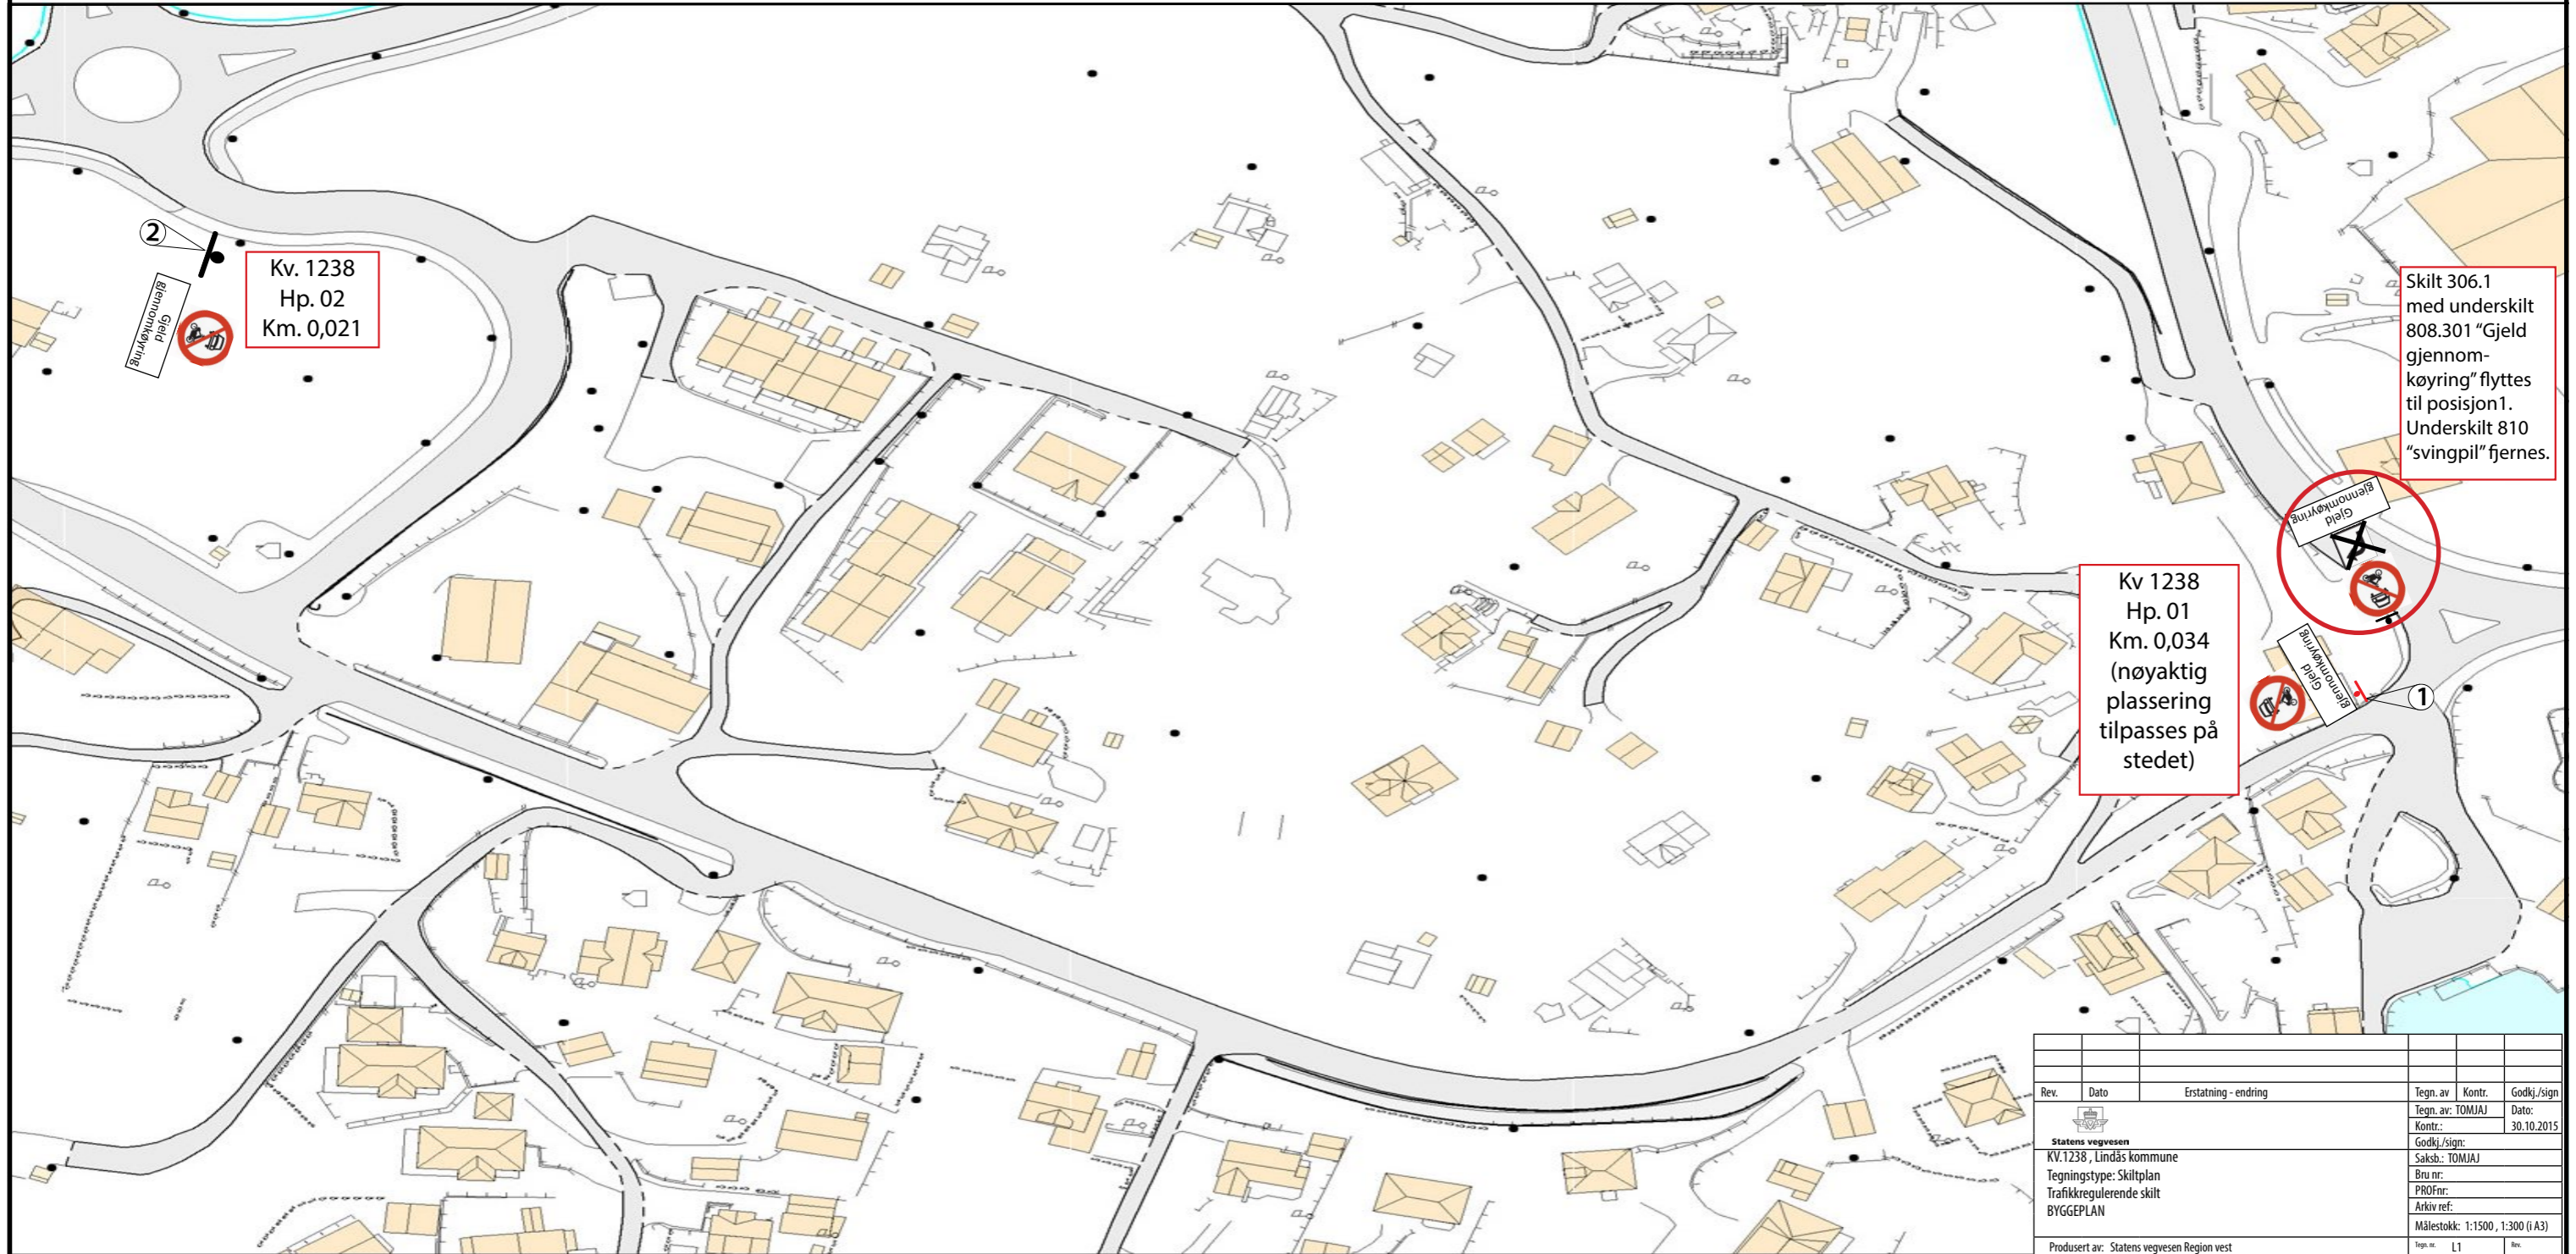 2
Kv. 1238
Hp. 02
Km. 0,021
Gjeld
gjennomkøyring
Skilt 306.1
med underskilt
808.301 “Gjeld
gjennom-
køyring” flyttes
til posisjon1.
Underskilt 810
“svingpil” fjernes.
Gjeld
gjennomkøyring
Kv 1238
Hp. 01
Km. 0,034
(nøyaktig
plassering
tilpasses på
stedet)
Gjeld
gjennomkøyring
1
Rev. Dato Erstatning - endring Tegn. av Kontr. Godkj./sign
Statens vegvesen
KV.1238 , Lindås kommune
Tegningstype: Skiltplan
Trafikkregulerende skilt
BYGGEPLAN
Tegn. av: TOMJAJ Dato:
Kontr.: 30.10.2015
Godkj./sign:
Saksb.: TOMJAJ
Bru nr:
PROFnr:
Arkiv ref:
Målestokk: 1:1500 , 1:300 (i A3)
Produsert av: Statens vegvesen Region vest Tegn. nr. L1 Rev.